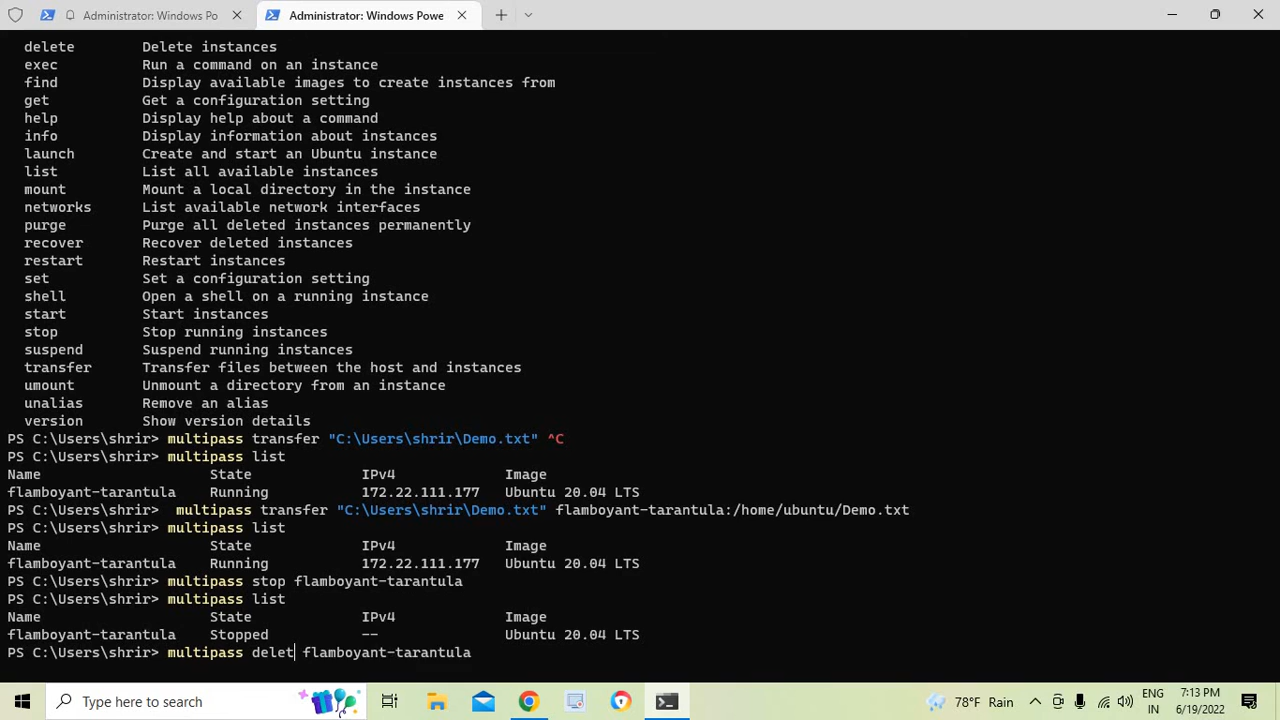 Administrator: Windows Po
Administrator: Windows Powe
delete Delete instances
exec Run a command on an instance
find Display available images to create instances from
get Get a configuration setting
help Display help about a command
info Display information about instances
launch Create and start an Ubuntu instance
list List all available instances
mount Mount a local directory in the instance
networks List available network interfaces
purge Purge all deleted instances permanently
recover Recover deleted instances
restart Restart instances
set Set a configuration setting
shell Open a shell on a running instance
start Start instances
stop Stop running instances
suspend Suspend running instances
transfer Transfer files between the host and instances
umount Unmount a directory from an instance
unalias Remove an alias
version Show version details
PS C:\Users\shrir> multipass transfer "C:\Users\shrir\Demo.txt" ^C
PS C:\Users\shrir> multipass list
Name State IPv4 Image
flamboyant-tarantula Running 172.22.111.177 Ubuntu 20.04 LTS
PS C:\Users\shrir>  multipass transfer "C:\Users\shrir\Demo.txt" flamboyant-tarantula:/home/ubuntu/Demo.txt
PS C:\Users\shrir> multipass list
Name State IPv4 Image
flamboyant-tarantula Running 172.22.111.177 Ubuntu 20.04 LTS
PS C:\Users\shrir> multipass stop flamboyant-tarantula
PS C:\Users\shrir> multipass list
Name State IPv4 Image
flamboyant-tarantula Stopped -- Ubuntu 20.04 LTS
PS C:\Users\shrir> multipass delet flamboyant-tarantula
Type here to search
78°F Rain
ENG
IN
7:13 PM
6/19/2022